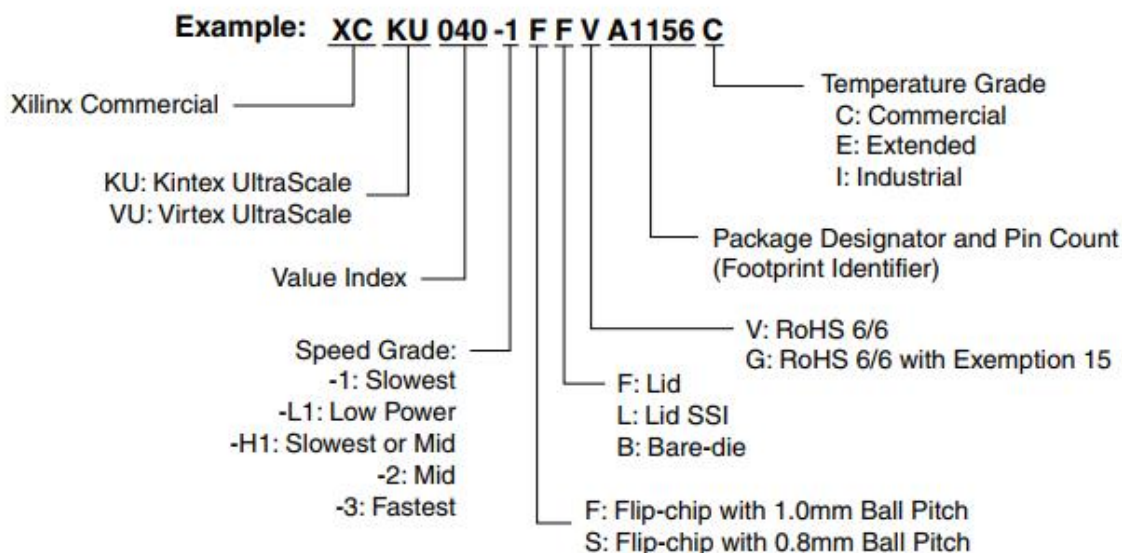 Example: XC KU 040 -1 F F V A1156 C
Xilinx Commercial
KU: Kintex UltraScale
VU: Virtex UltraScale
Value Index
Speed Grade:
-1: Slowest
-L1: Low Power
-H1: Slowest or Mid
-2: Mid
-3: Fastest
Temperature Grade
C: Commercial
E: Extended
I: Industrial
Package Designator and Pin Count
(Footprint Identifier)
V: RoHS 6/6
G: RoHS 6/6 with Exemption 15
F: Lid
L: Lid SSI
B: Bare-die
F: Flip-chip with 1.0mm Ball Pitch
S: Flip-chip with 0.8mm Ball Pitch